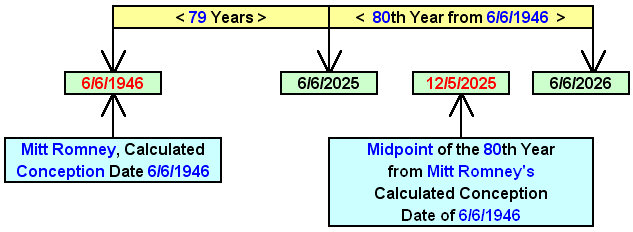 < 79 Years >
< 80th Year from 6/6/1946 >
6/6/1946
6/6/2025
12/5/2025
6/6/2026
Mitt Romney, Calculated
Conception Date 6/6/1946
Midpoint of the 80th Year
from Mitt Romney's
Calculated Conception
Date of 6/6/1946